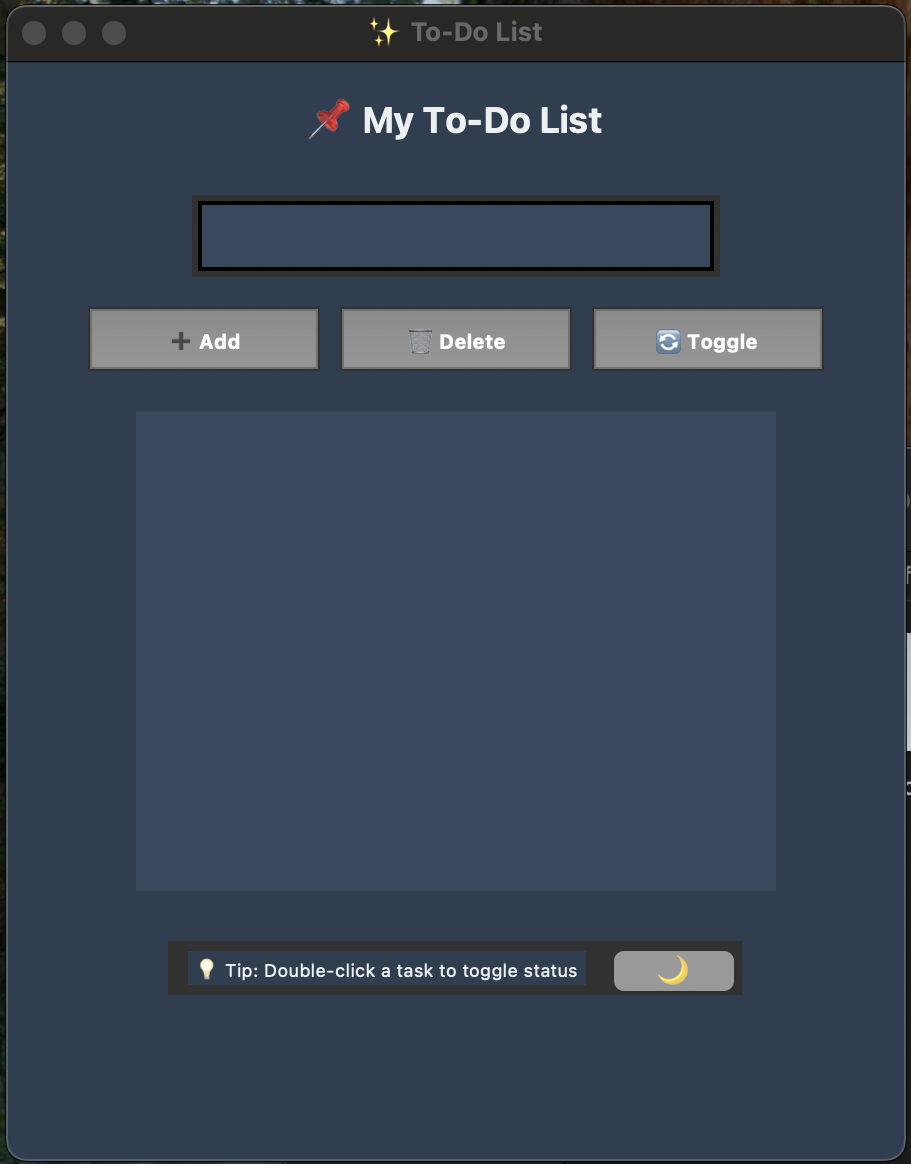 ✨ To-Do List
📌 My To-Do List
➕ Add
🗑️ Delete
🔄 Toggle
💡 Tip: Double-click a task to toggle status
🌙